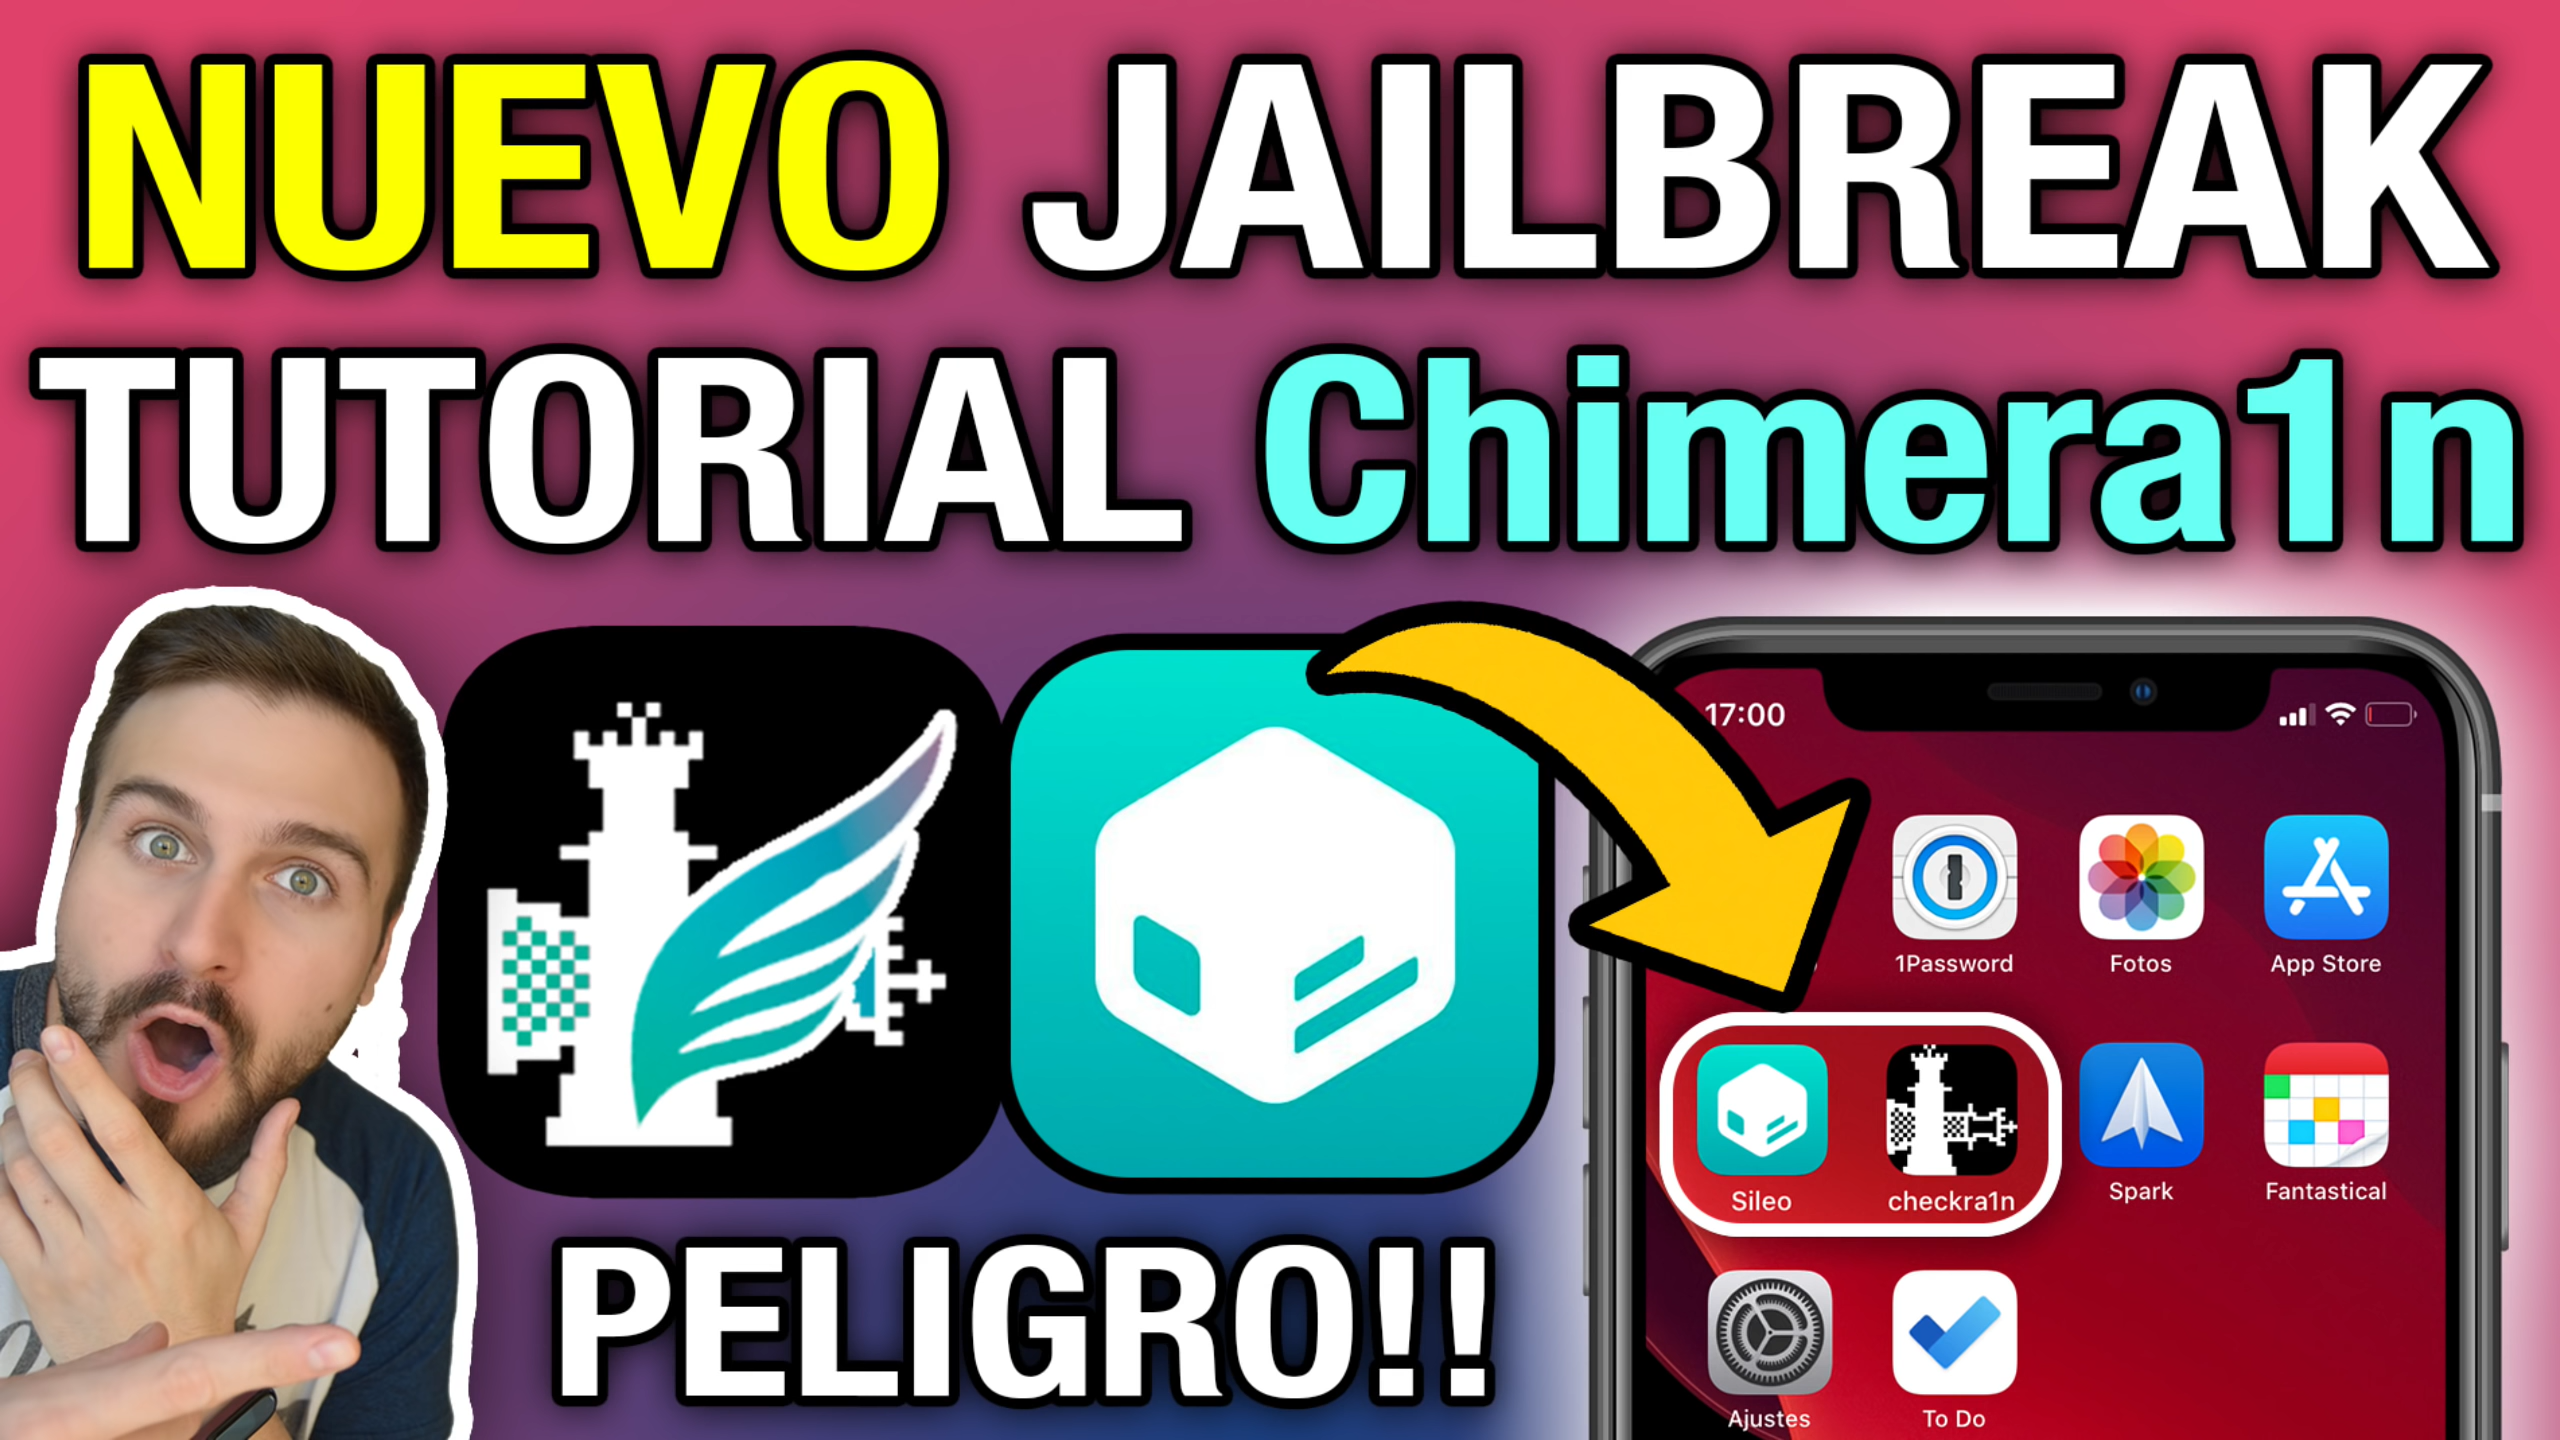 NUEVO JAILBREAK
TUTORIAL Chimera1n
17:00
1Password
Fotos
App Store
Sileo
checkra1n
Spark
Fantastical
PELIGRO!!
Ajustes
To Do